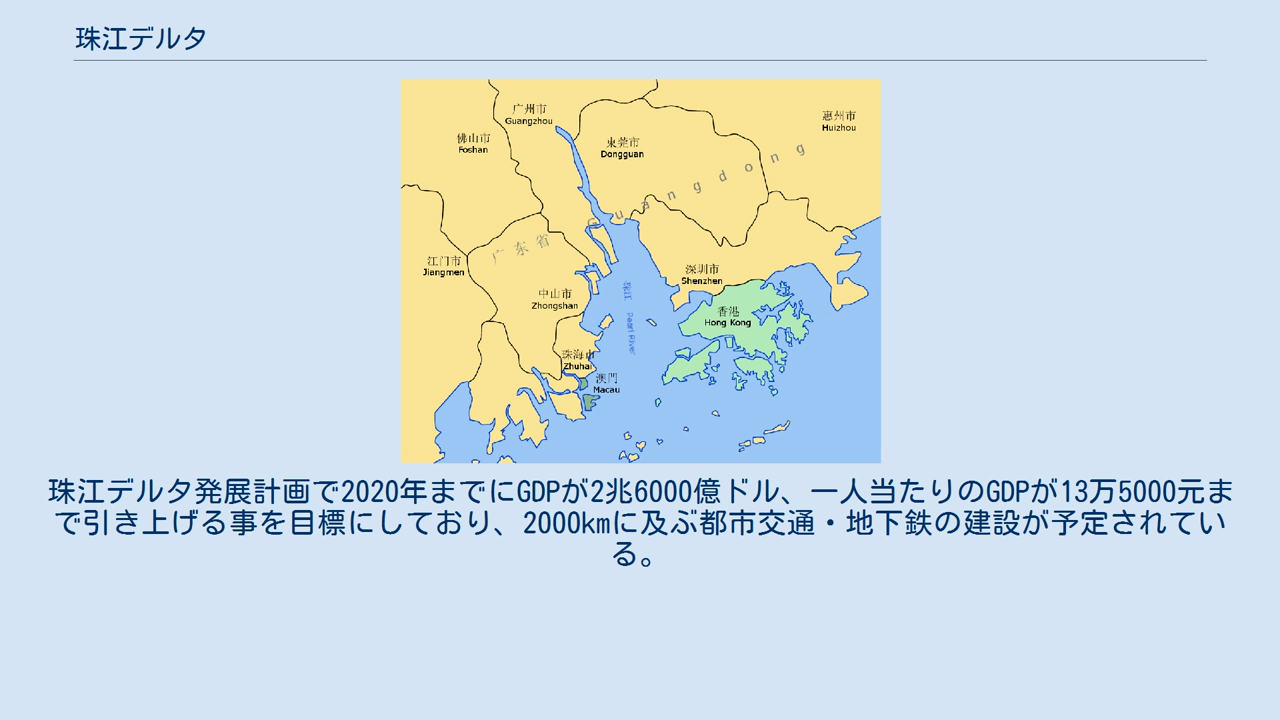 珠江デルタ
广州市
Guangzhou
惠州市
Huizhou
佛山市
Foshan
東莞市
Dongguan
Guangdong
广东省
江门市
Jiangmen
深圳市
Shenzhen
中山市
Zhongshan
珠江 Pearl River
香港
Hong Kong
珠海市
Zhuhai
澳門
Macau
珠江デルタ発展計画で2020年までにGDPが2兆6000億ドル、一人当たりのGDPが13万5000元ま
で引き上げる事を目標にしており、2000kmに及ぶ都市交通・地下鉄の建設が予定されてい
る。